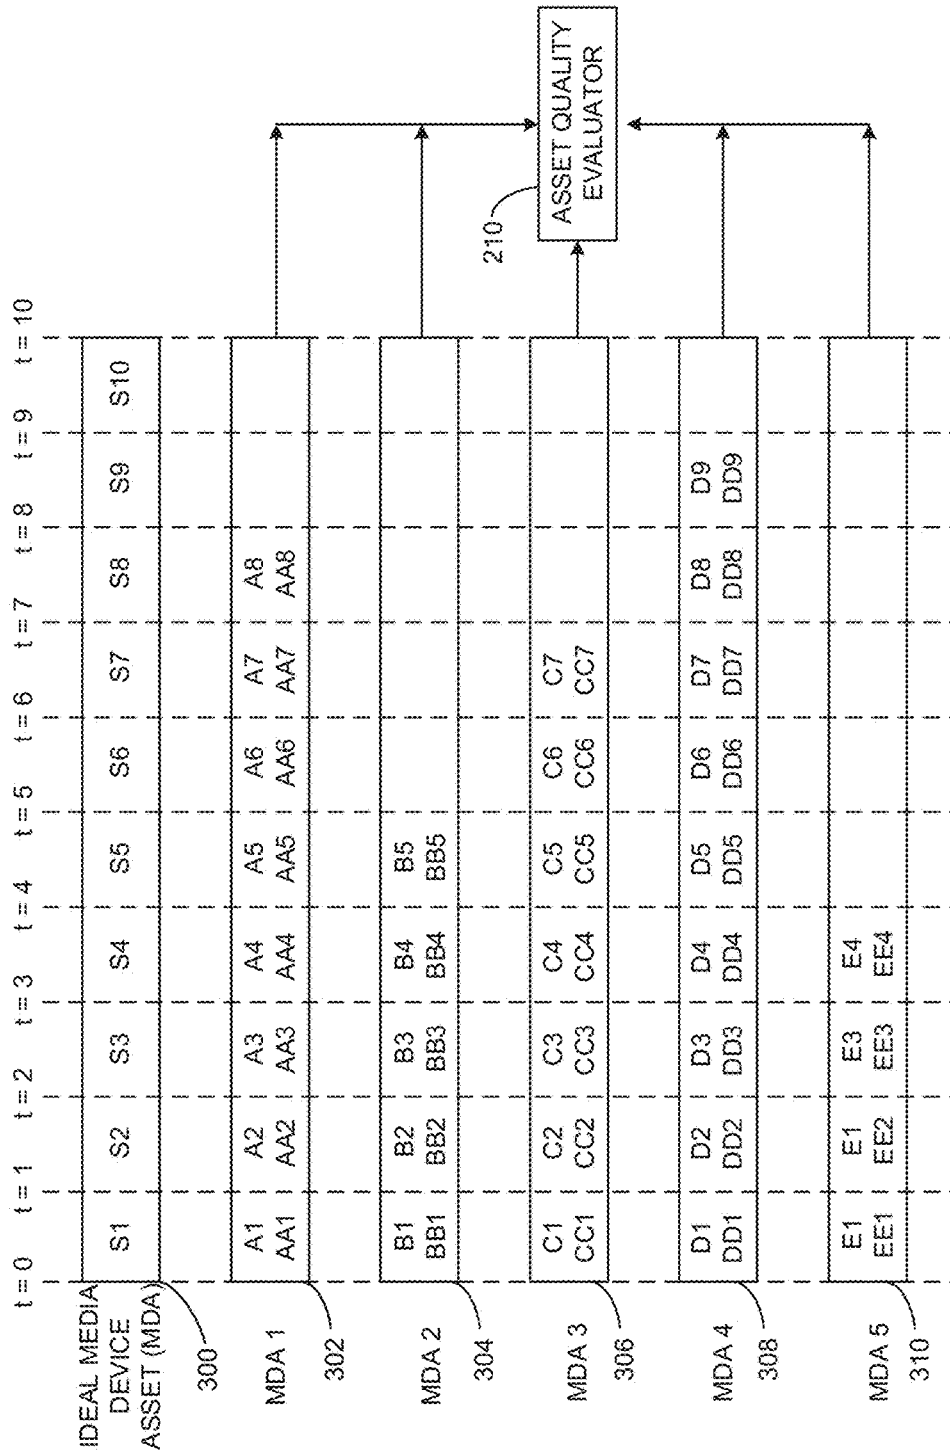 t = 0 t = 1 t = 2 t = 3 t = 4 t = 5 t = 6 t = 7 t = 8 t = 9 t = 10
IDEAL MEDIA
DEVICE
ASSET (MDA)
300
S1 S2 S3 S4 S5 S6 S7 S8 S9 S10
MDA 1
302
A1 A2 A3 A4 A5 A6 A7 A8
AA1 AA2 AA3 AA4 AA5 AA6 AA7 AA8
MDA 2
304
B1 B2 B3 B4 B5
BB1 BB2 BB3 BB4 BB5
MDA 3
306
C1 C2 C3 C4 C5 C6 C7
CC1 CC2 CC3 CC4 CC5 CC6 CC7
MDA 4
308
D1 D2 D3 D4 D5 D6 D7 D8 D9
DD1 DD2 DD3 DD4 DD5 DD6 DD7 DD8 DD9
MDA 5
310
E1 E1 E3 E4
EE1 EE2 EE3 EE4
210
ASSET QUALITY
EVALUATOR